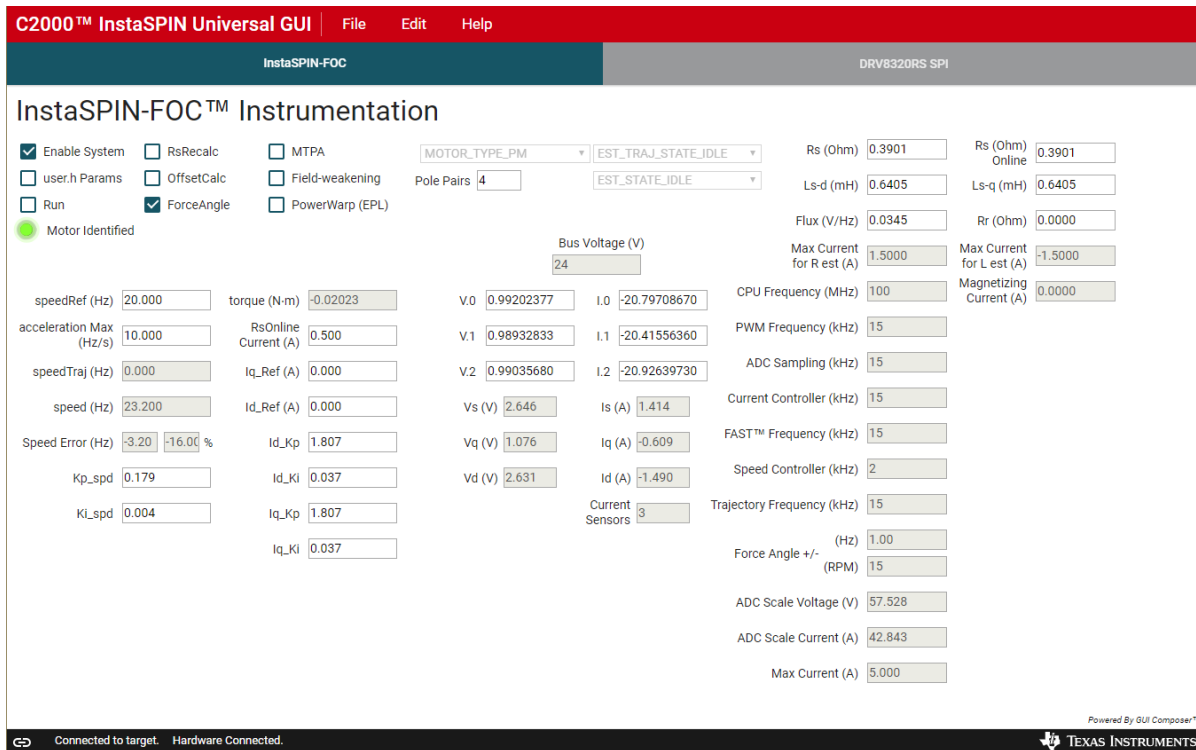 C2000™ InstaSPIN Universal GUI File Edit Help
InstaSPIN-FOC DRV8320RS SPI
InstaSPIN-FOC™ Instrumentation
Enable System RsRecalc MTPA
user.h Params OffsetCalc Field-weakening
Run ForceAngle PowerWarp (EPL)
Motor Identified
MOTOR_TYPE_PM EST_TRAJ_STATE_IDLE
Pole Pairs 4 EST_STATE_IDLE
Bus Voltage (V)
24
speedRef (Hz) 20.000
acceleration Max
(Hz/s) 10.000
speedTraj (Hz) 0.000
speed (Hz) 23.200
Speed Error (Hz) -3.20 -16.00 %
Kp_spd 0.179
Ki_spd 0.004
torque (N·m) -0.02023
RsOnline
Current (A) 0.500
Iq_Ref (A) 0.000
Id_Ref (A) 0.000
Id_Kp 1.807
Id_Ki 0.037
Iq_Kp 1.807
Iq_Ki 0.037
V.0 0.99202377 I.0 -20.79708670
V.1 0.98932833 I.1 -20.41556360
V.2 0.99035680 I.2 -20.92639730
Vs (V) 2.646 Is (A) 1.414
Vq (V) 1.076 Iq (A) -0.609
Vd (V) 2.631 Id (A) -1.490
Current
Sensors 3
Rs (Ohm) 0.3901 Rs (Ohm)
Online 0.3901
Ls-d (mH) 0.6405 Ls-q (mH) 0.6405
Flux (V/Hz) 0.0345 Rr (Ohm) 0.0000
Max Current
for R est (A) 1.5000 Max Current
for L est (A) -1.5000
CPU Frequency (MHz) 100 Magnetizing
Current (A) 0.0000
PWM Frequency (kHz) 15
ADC Sampling (kHz) 15
Current Controller (kHz) 15
FAST™ Frequency (kHz) 15
Speed Controller (kHz) 2
Trajectory Frequency (kHz) 15
Force Angle +/- (Hz) 1.00
(RPM) 15
ADC Scale Voltage (V) 57.528
ADC Scale Current (A) 42.843
Max Current (A) 5.000
Powered By GUI Composer™
Connected to target. Hardware Connected. TEXAS INSTRUMENTS